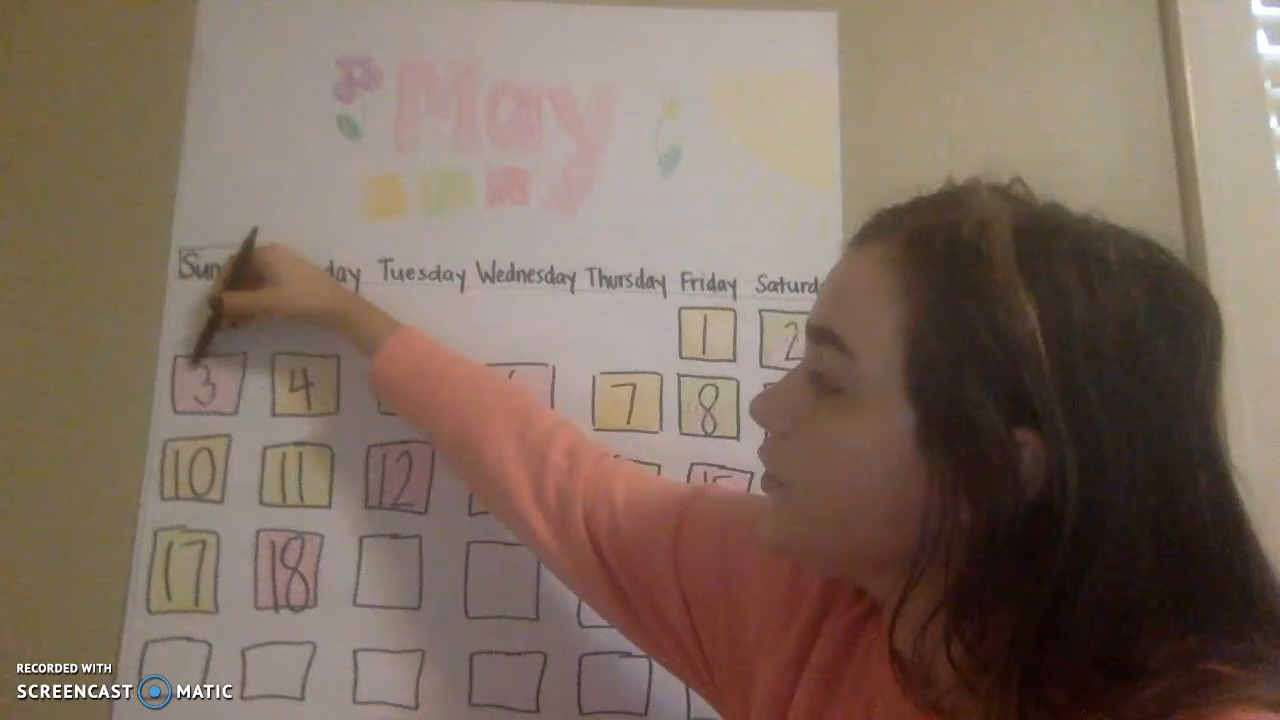 May
Tuesday Wednesday Thursday Friday
1 2
3 4 7 8
10 11 12
17 18
RECORDED WITH
SCREENCAST MATIC